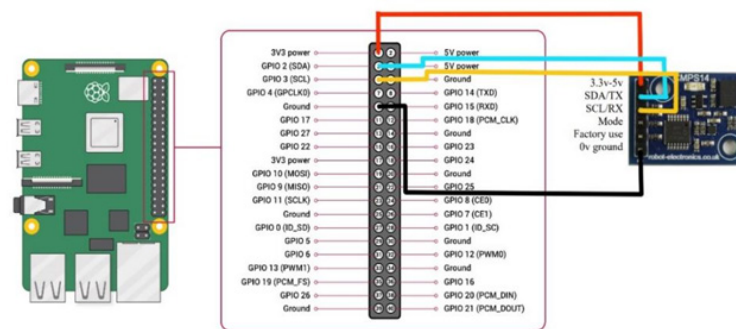 3V3 power 1 2 5V power
GPIO 2 (SDA) 5V power
GPIO 3 (SCL) Ground
GPIO 4 (GPCLK0) 7 8 GPIO 14 (TXD)
Ground GPIO 15 (RXD)
GPIO 17 GPIO 18 (PCM_CLK)
GPIO 27 Ground
GPIO 22 GPIO 23
3V3 power GPIO 24
GPIO 10 (MOSI) Ground
GPIO 9 (MISO) GPIO 25
GPIO 11 (SCLK) GPIO 8 (CE0)
Ground GPIO 7 (CE1)
GPIO 0 (ID_SD) GPIO 1 (ID_SC)
GPIO 5 Ground
GPIO 6 GPIO 12 (PWM0)
GPIO 13 (PWM1) Ground
GPIO 19 (PCM_FS) GPIO 16
GPIO 26 GPIO 20 (PCM_DIN)
Ground GPIO 21 (PCM_DOUT)
CMPS14
3.3v-5v
SDA/TX
SCL/RX
Mode
Factory use
0v ground
robot-electronics.co.uk